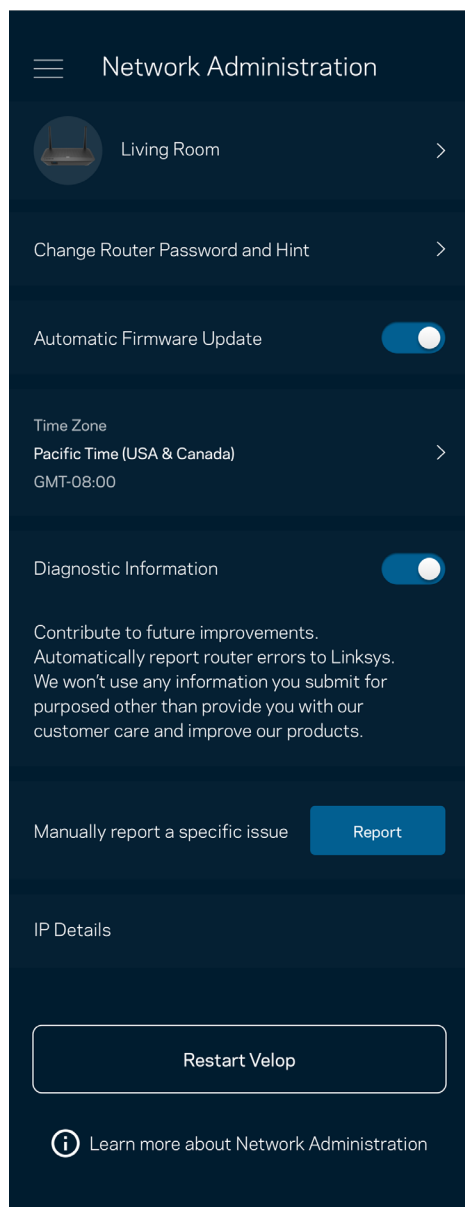 Network Administration
Living Room
Change Router Password and Hint
Automatic Firmware Update
Time Zone
Pacific Time (USA & Canada)
GMT-08:00
Diagnostic Information
Contribute to future improvements.
Automatically report router errors to Linksys.
We won't use any information you submit for
purposed other than provide you with our
customer care and improve our products.
Manually report a specific issue
Report
IP Details
Restart Velop
Learn more about Network Administration